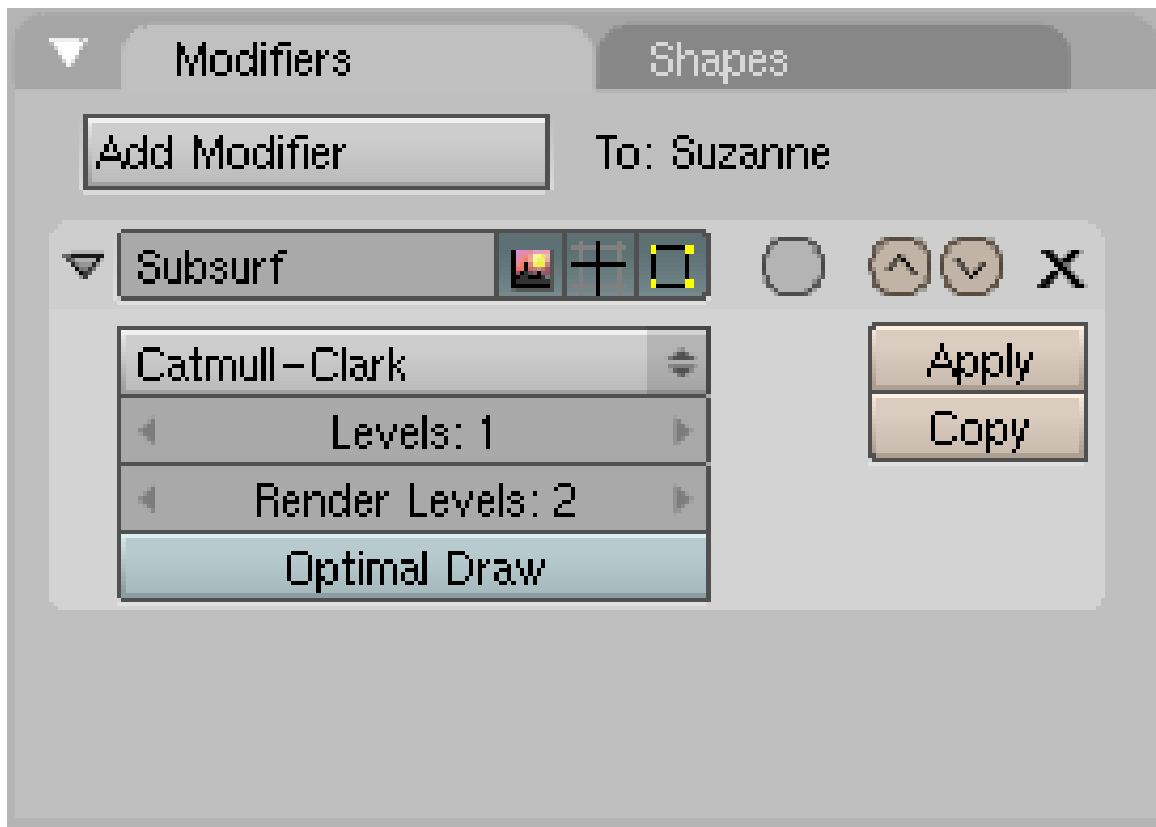 Modifiers Shapes
Add Modifier To: Suzanne
Subsurf X
Catmull-Clark Apply
Levels: 1 Copy
Render Levels: 2
Optimal Draw